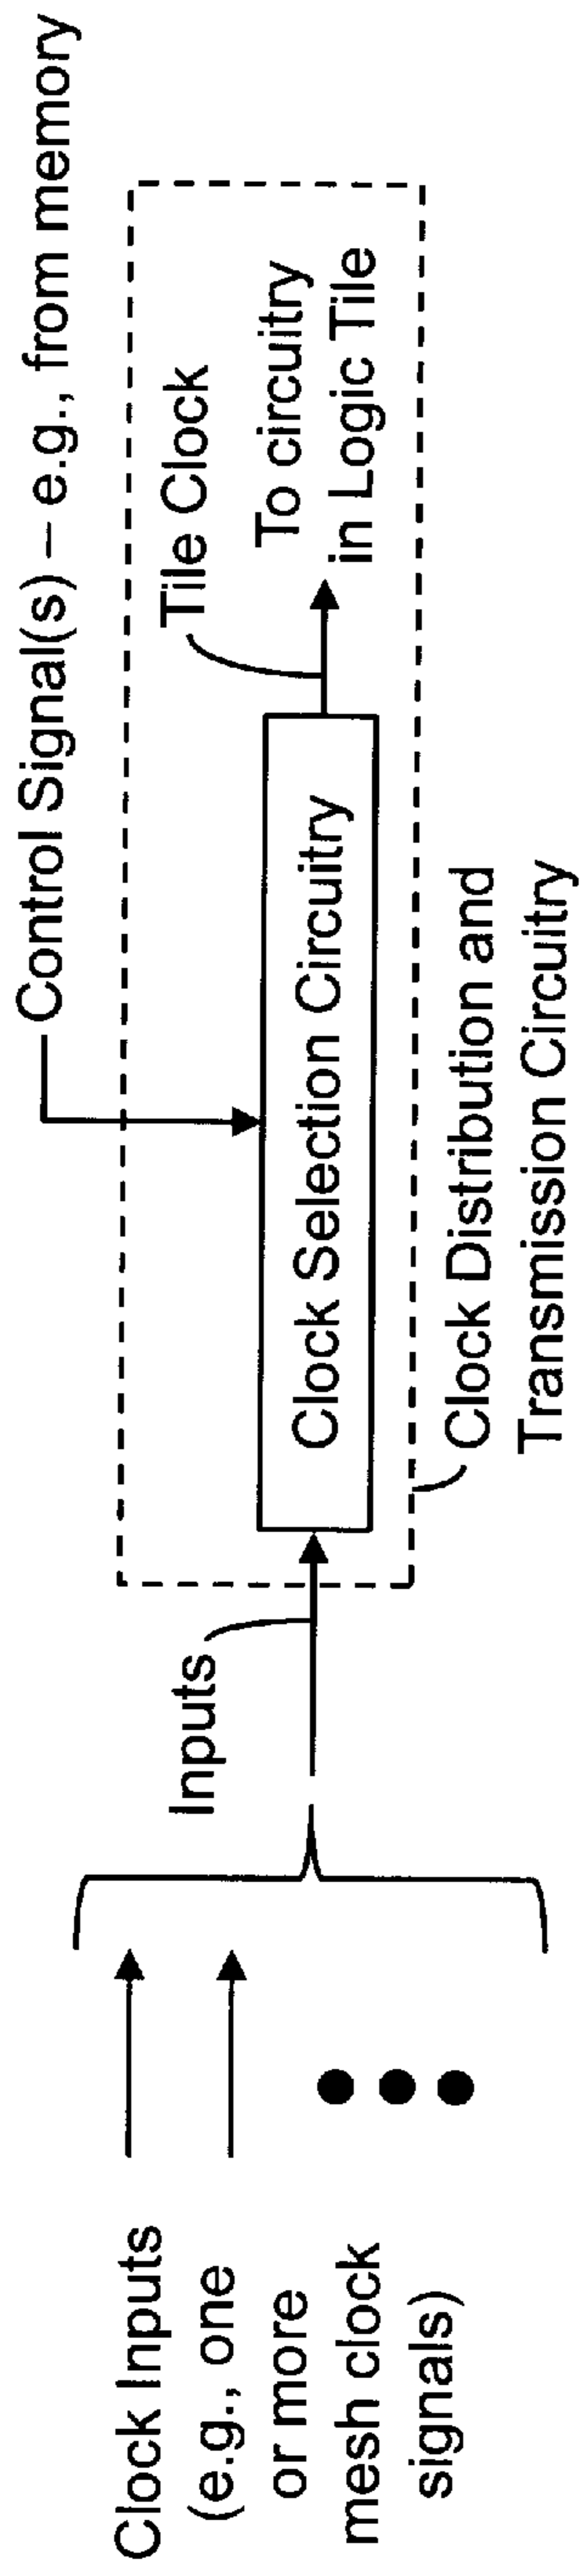 Control Signal(s) – e.g., from memory
Clock Inputs
(e.g., one
or more
mesh clock
signals)
Inputs
Clock Selection Circuitry
Tile Clock
To circuitry
in Logic Tile
Clock Distribution and
Transmission Circuitry